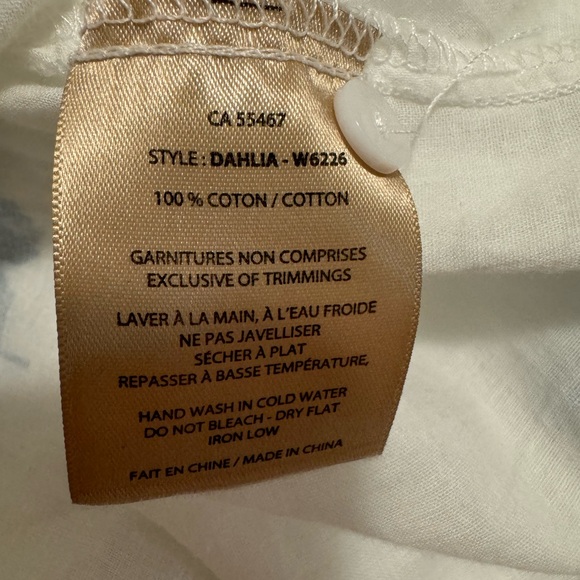 CA 55467
STYLE : DAHLIA - W6226
100 % COTON / COTTON
GARNITURES NON COMPRISES
EXCLUSIVE OF TRIMMINGS
LAVER À LA MAIN, À L'EAU FROIDE
NE PAS JAVELLISER
SÉCHER À PLAT
REPASSER À BASSE TEMPÉRATURE,
HAND WASH IN COLD WATER
DO NOT BLEACH - DRY FLAT
IRON LOW
FAIT EN CHINE / MADE IN CHINA